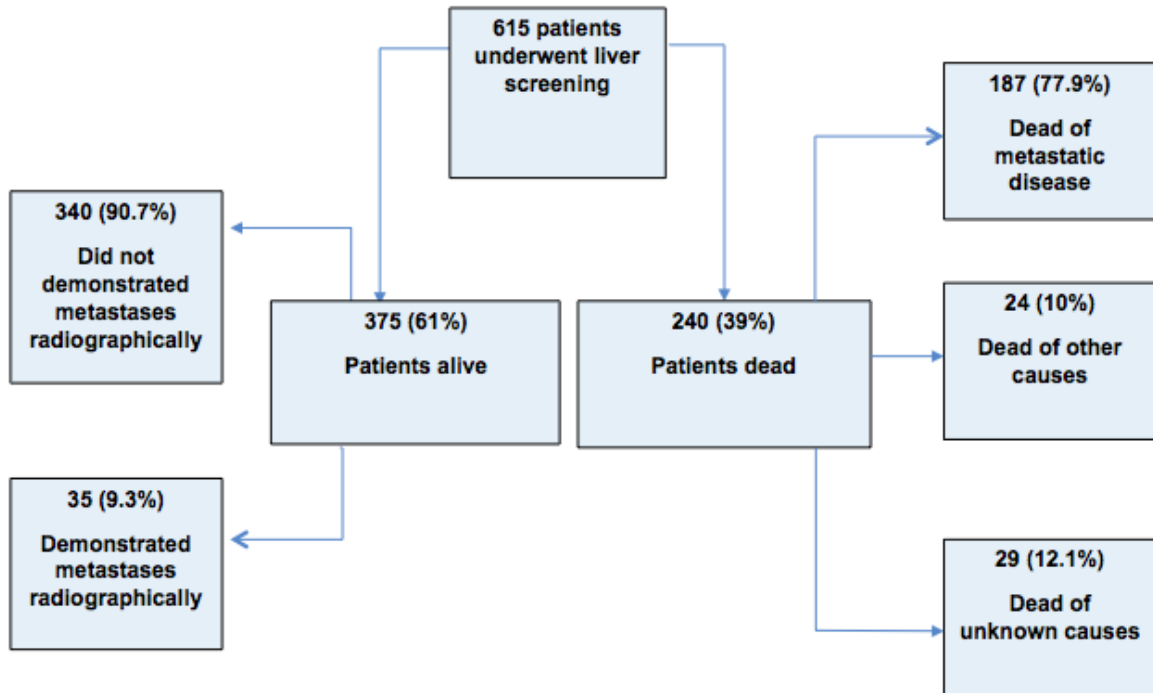 615 patients
underwent liver
screening
187 (77.9%)
Dead of
metastatic
disease
340 (90.7%)
Did not
demonstrated
metastases
radiographically
375 (61%)
Patients alive
240 (39%)
Patients dead
24 (10%)
Dead of other
causes
35 (9.3%)
Demonstrated
metastases
radiographically
29 (12.1%)
Dead of
unknown causes